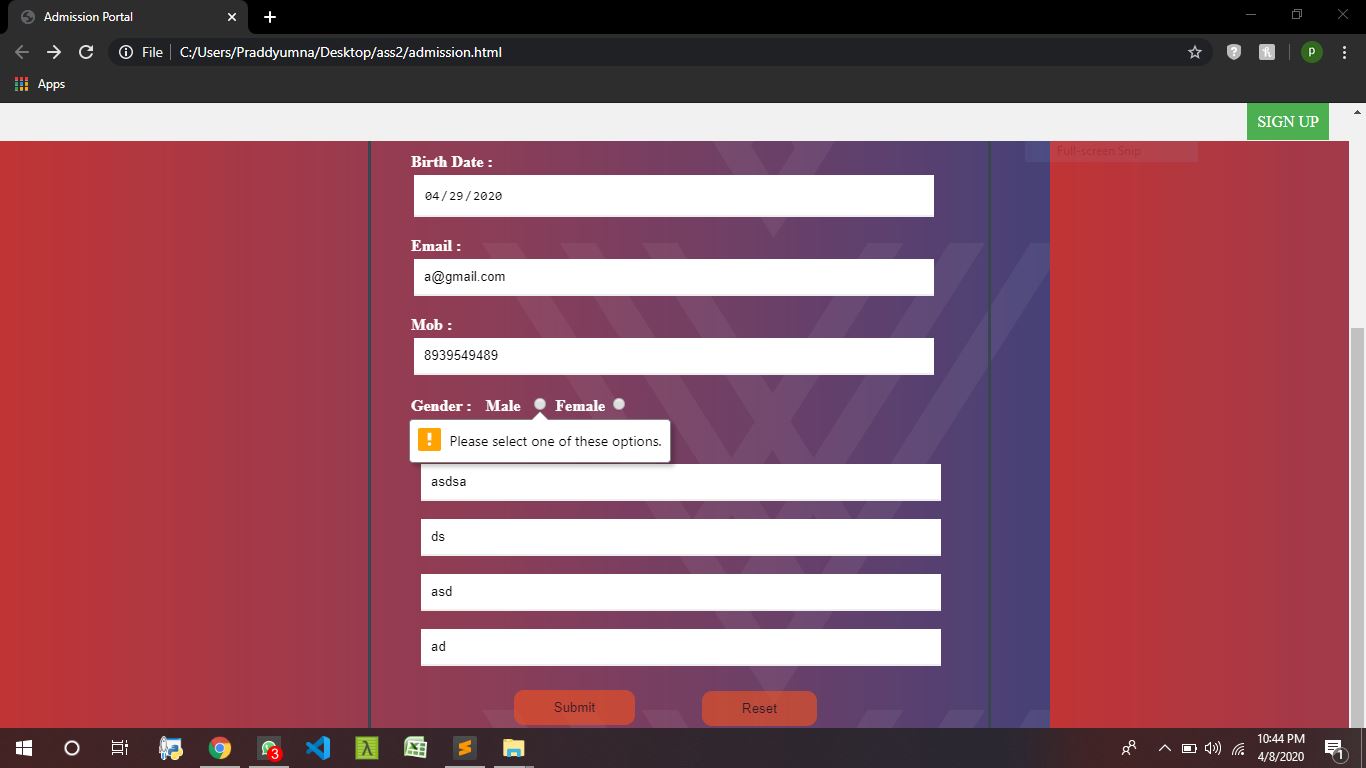 Admission Portal
File
C:/Users/Praddyumna/Desktop/ass2/admission.html
P
Apps
SIGN UP
Full-screen Snip
Birth Date :
04/29/2020
Email :
a@gmail.com
Mob :
8939549489
Gender : Male Female
Please select one of these options.
asdsa
ds
asd
ad
Submit Reset
3
10:44 PM
4/8/2020
1